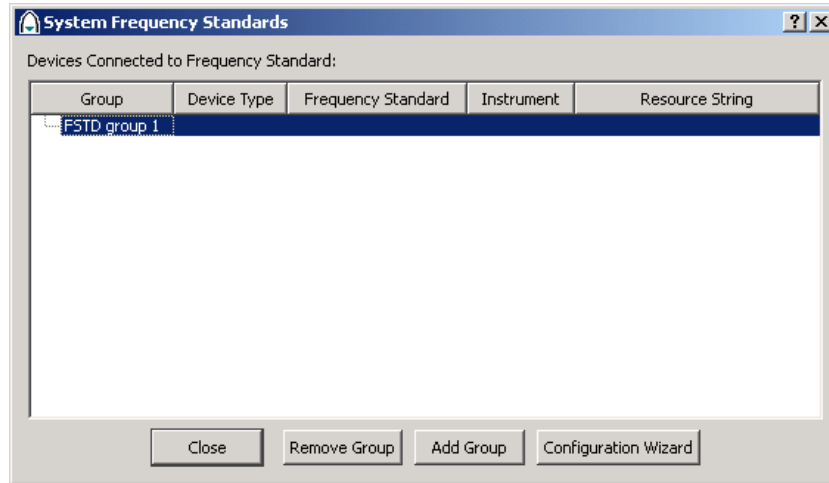 System Frequency Standards ? X
Devices Connected to Frequency Standard:
Group Device Type Frequency Standard Instrument Resource String
FSTD group 1
Close Remove Group Add Group Configuration Wizard